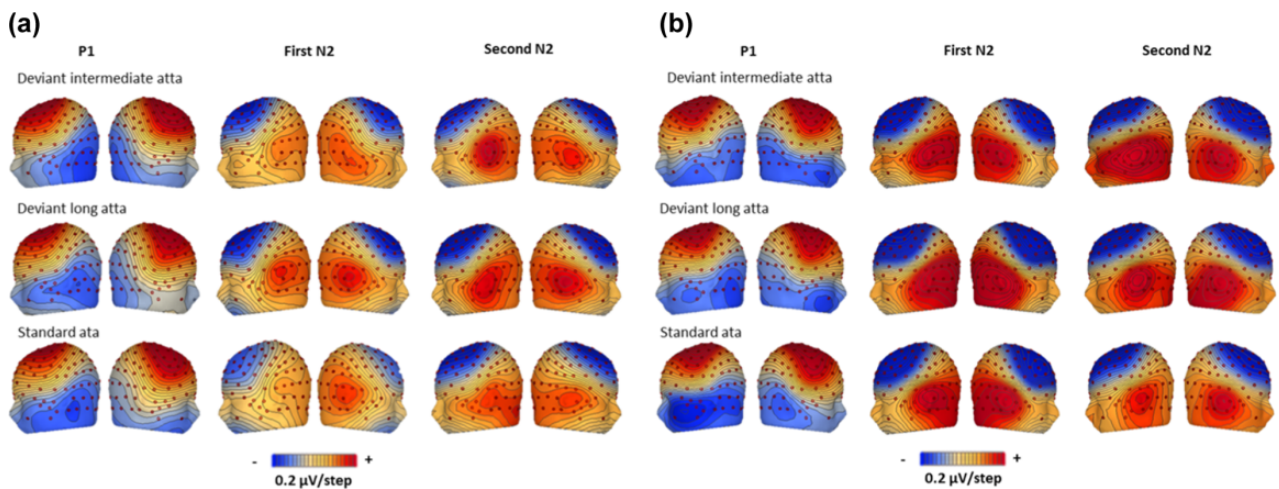 (a)
P1 First N2 Second N2
Deviant intermediate atta
Deviant long atta
Standard ata
- +
0.2 µV/step
(b)
P1 First N2 Second N2
Deviant intermediate atta
Deviant long atta
Standard ata
- +
0.2 µV/step